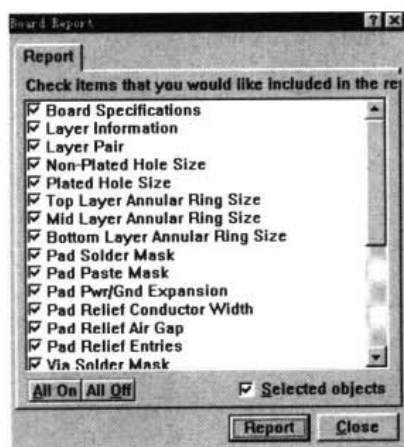 Board Report
Report
Check items that you would like included in the re
Board Specifications
Layer Information
Layer Pair
Non-Plated Hole Size
Plated Hole Size
Top Layer Annular Ring Size
Mid Layer Annular Ring Size
Bottom Layer Annular Ring Size
Pad Solder Mask
Pad Paste Mask
Pad Pwr/Gnd Expansion
Pad Relief Conductor Width
Pad Relief Air Gap
Pad Relief Entries
Via Solder Mask
All On All Off Selected objects
Report Close